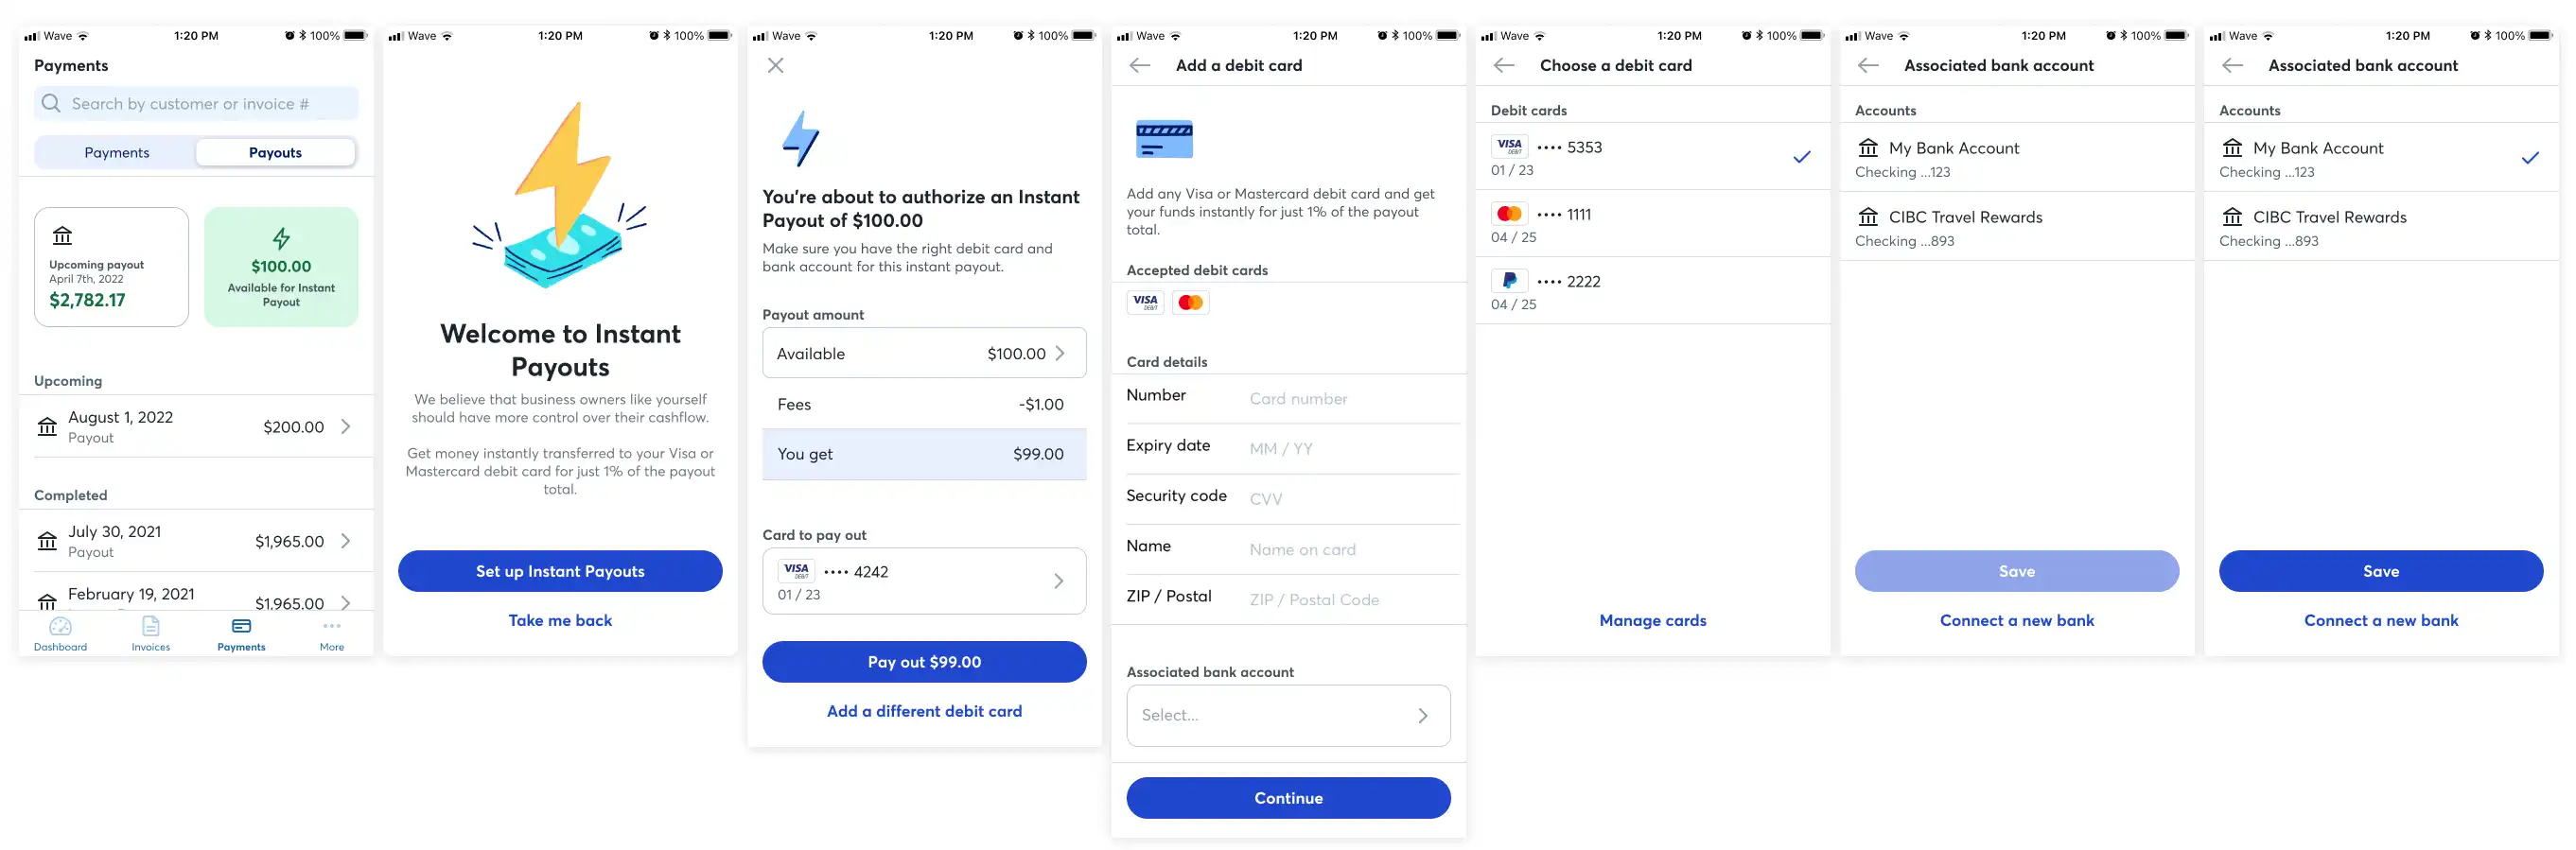 Wave 1:20 PM 100%
Payments
Search by customer or invoice #
Payments Payouts
Upcoming payout
April 7th, 2022
$2,782.17
$100.00
Available for Instant
Payout
Upcoming
August 1, 2022
Payout
$200.00
Completed
July 30, 2021
Payout
$1,965.00
February 19, 2021
$1,965.00
Dashboard Invoices Payments More
Wave 1:20 PM 100%
Welcome to Instant
Payouts
We believe that business owners like yourself
should have more control over their cashflow.
Get money instantly transferred to your Visa or
Mastercard debit card for just 1% of the payout
total.
Set up Instant Payouts
Take me back
Wave 1:20 PM 100%
You're about to authorize an Instant
Payout of $100.00
Make sure you have the right debit card and
bank account for this instant payout.
Payout amount
Available $100.00
Fees -$1.00
You get $99.00
Card to pay out
VISA DEBIT •••• 4242
01 / 23
Pay out $99.00
Add a different debit card
Wave 1:20 PM 100%
Add a debit card
Add any Visa or Mastercard debit card and get
your funds instantly for just 1% of the payout
total.
Accepted debit cards
VISA DEBIT
Card details
Number Card number
Expiry date MM / YY
Security code CVV
Name Name on card
ZIP / Postal ZIP / Postal Code
Associated bank account
Select...
Continue
Wave 1:20 PM 100%
Choose a debit card
Debit cards
VISA DEBIT •••• 5353
01 / 23
•••• 1111
04 / 25
•••• 2222
04 / 25
Manage cards
Wave 1:20 PM 100%
Associated bank account
Accounts
My Bank Account
Checking ...123
CIBC Travel Rewards
Checking ...893
Save
Connect a new bank
Wave 1:20 PM 100%
Associated bank account
Accounts
My Bank Account
Checking ...123
CIBC Travel Rewards
Checking ...893
Save
Connect a new bank